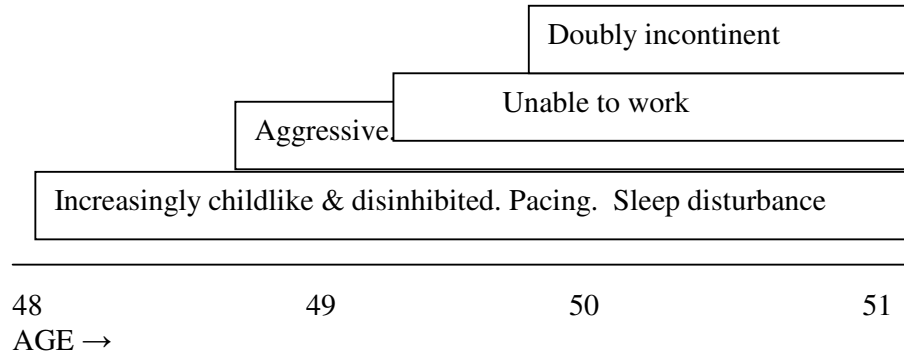 Doubly incontinent
Unable to work
Aggressive.
Increasingly childlike & disinhibited. Pacing. Sleep disturbance
48 49 50 51
AGE →